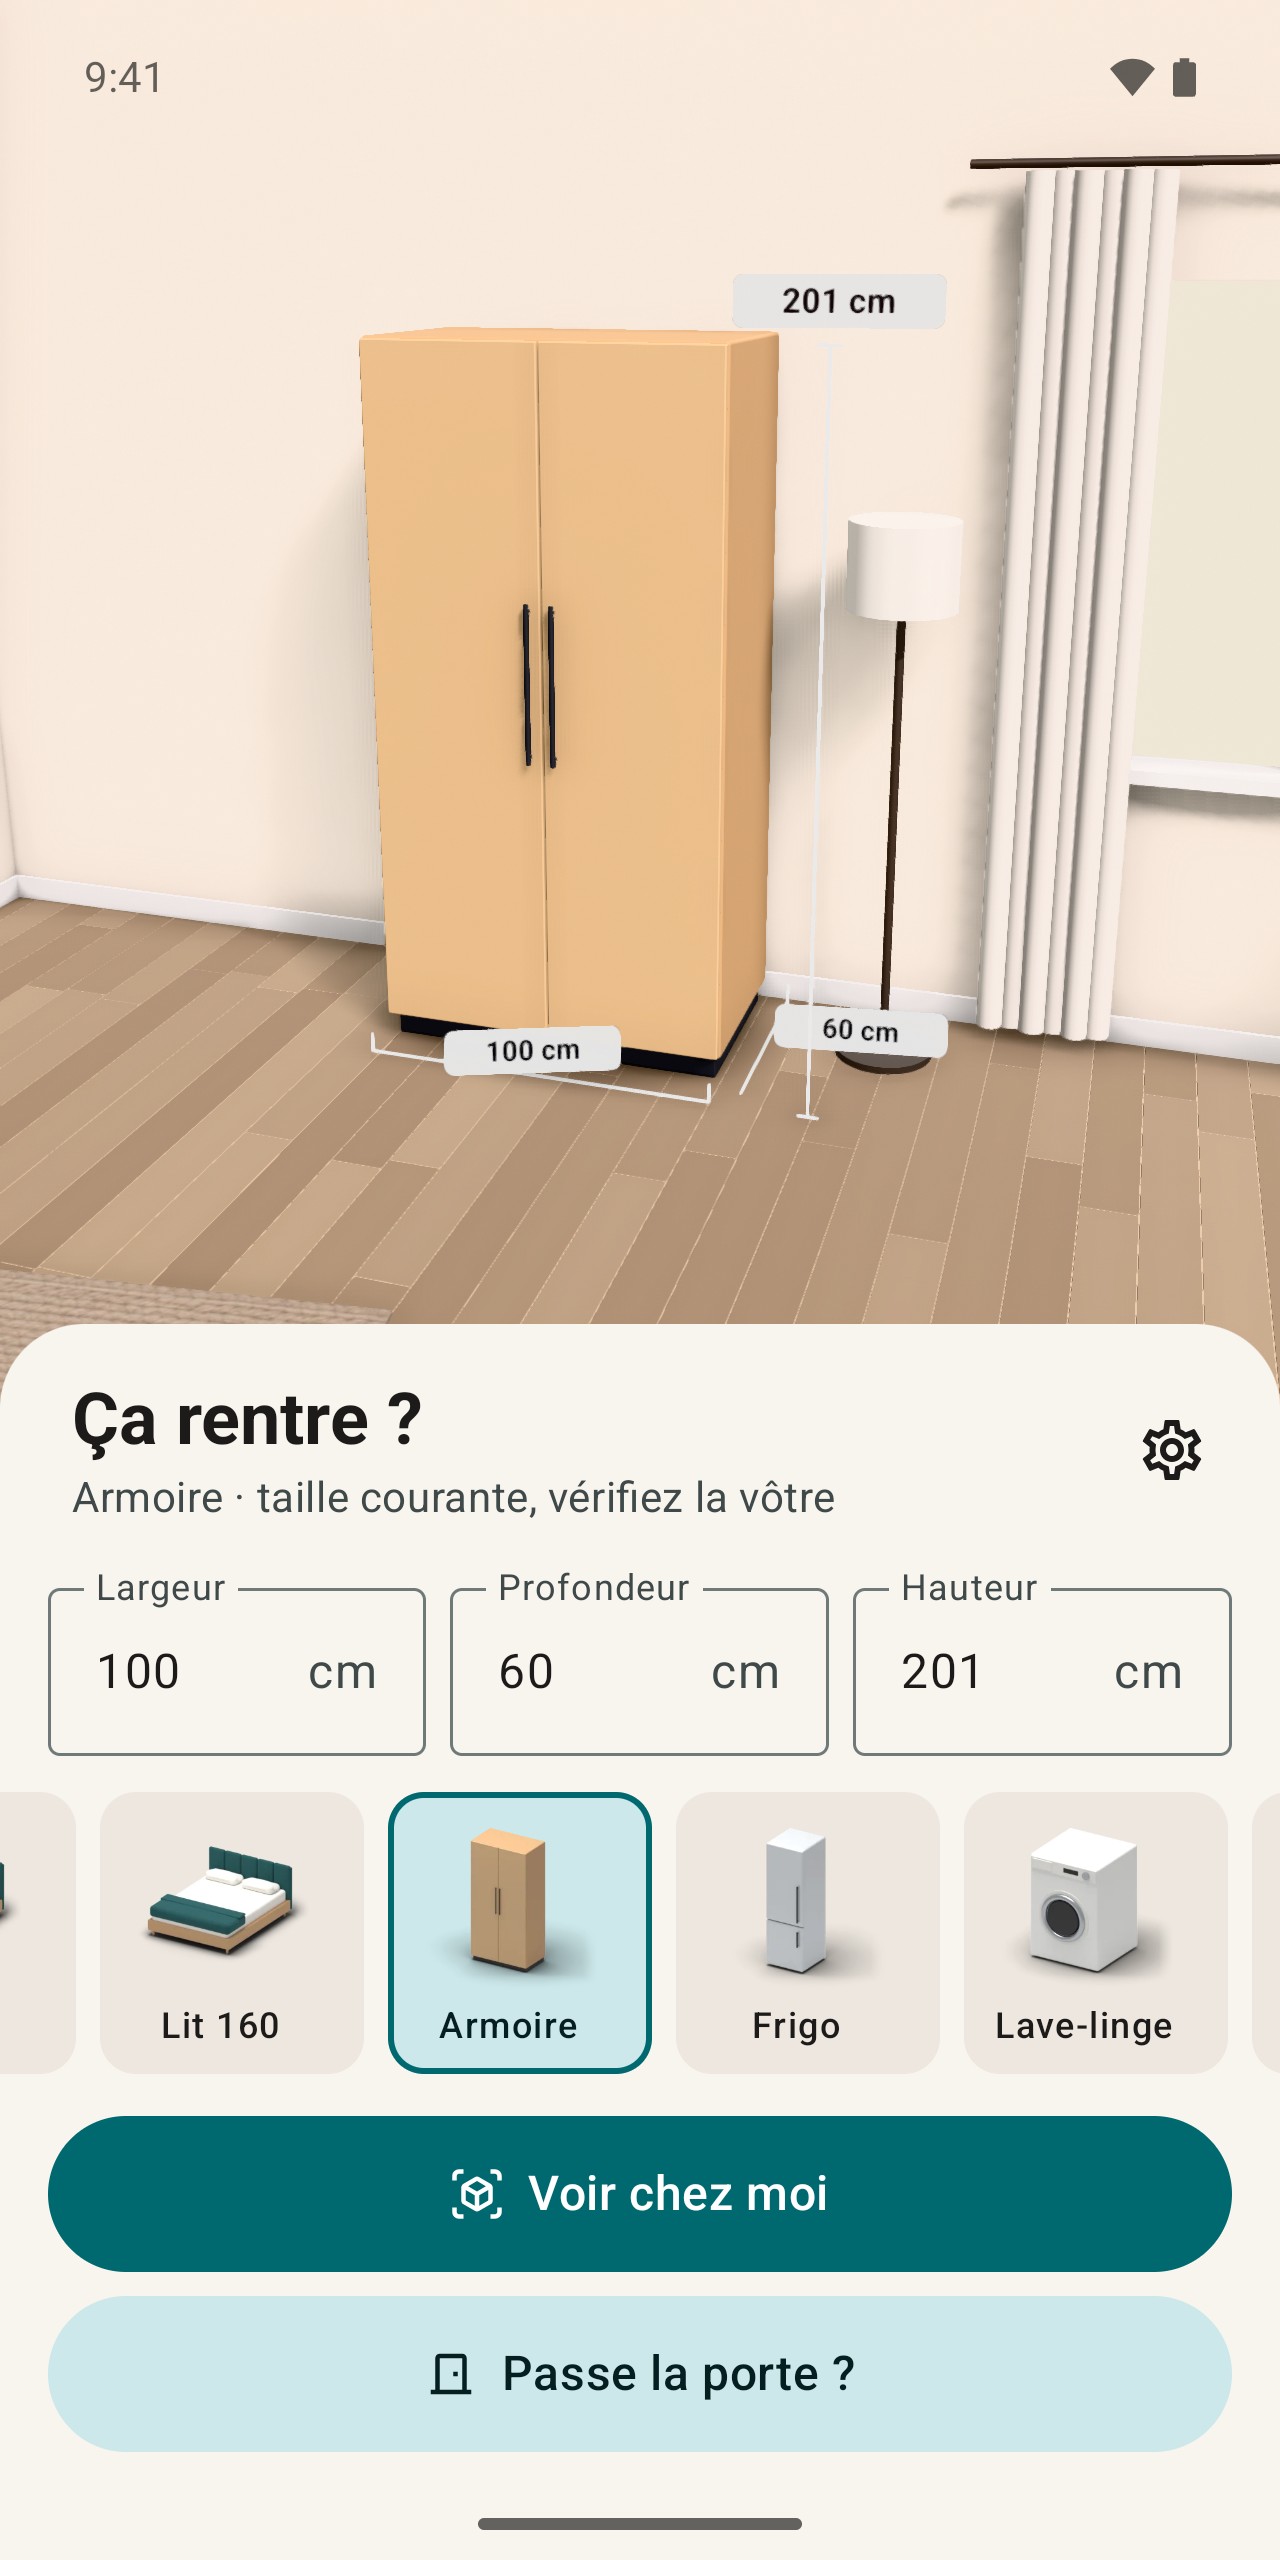 9:41
201 cm
60 cm
100 cm
Ça rentre ?
Armoire · taille courante, vérifiez la vôtre
Largeur Profondeur Hauteur
100 cm 60 cm 201 cm
Lit 160 Armoire Frigo Lave-linge
Voir chez moi
Passe la porte ?